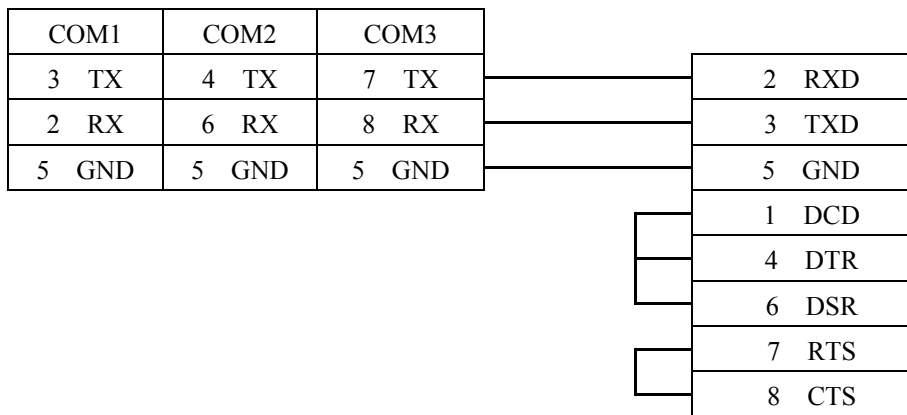 COM1 COM2 COM3
3 TX 4 TX 7 TX 2 RXD
2 RX 6 RX 8 RX 3 TXD
5 GND 5 GND 5 GND 5 GND
1 DCD
4 DTR
6 DSR
7 RTS
8 CTS